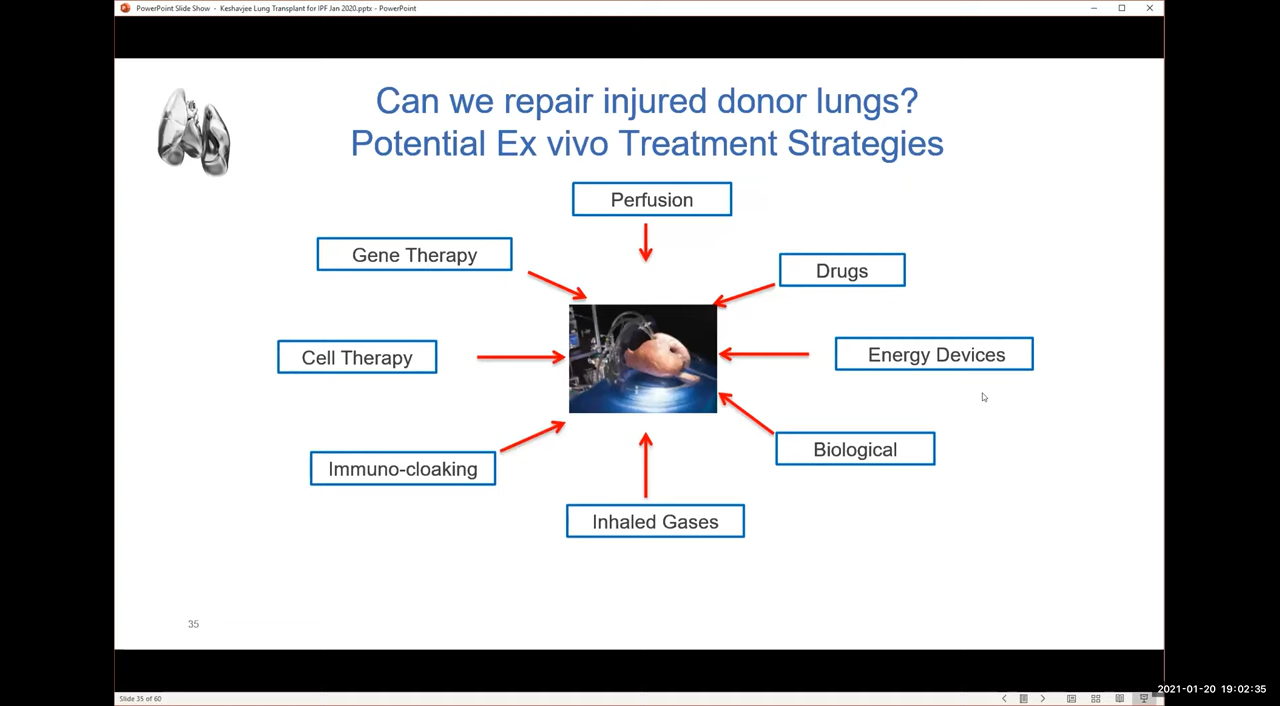 PowerPoint Slide Show - Keshavjee Lung Transplant for IPF Jan 2020.pptx - PowerPoint
Can we repair injured donor lungs?
Potential Ex vivo Treatment Strategies
Perfusion
Gene Therapy
Drugs
Cell Therapy
Energy Devices
Immuno-cloaking
Biological
Inhaled Gases
35
Slide 35 of 60
2021-01-20 19:02:35